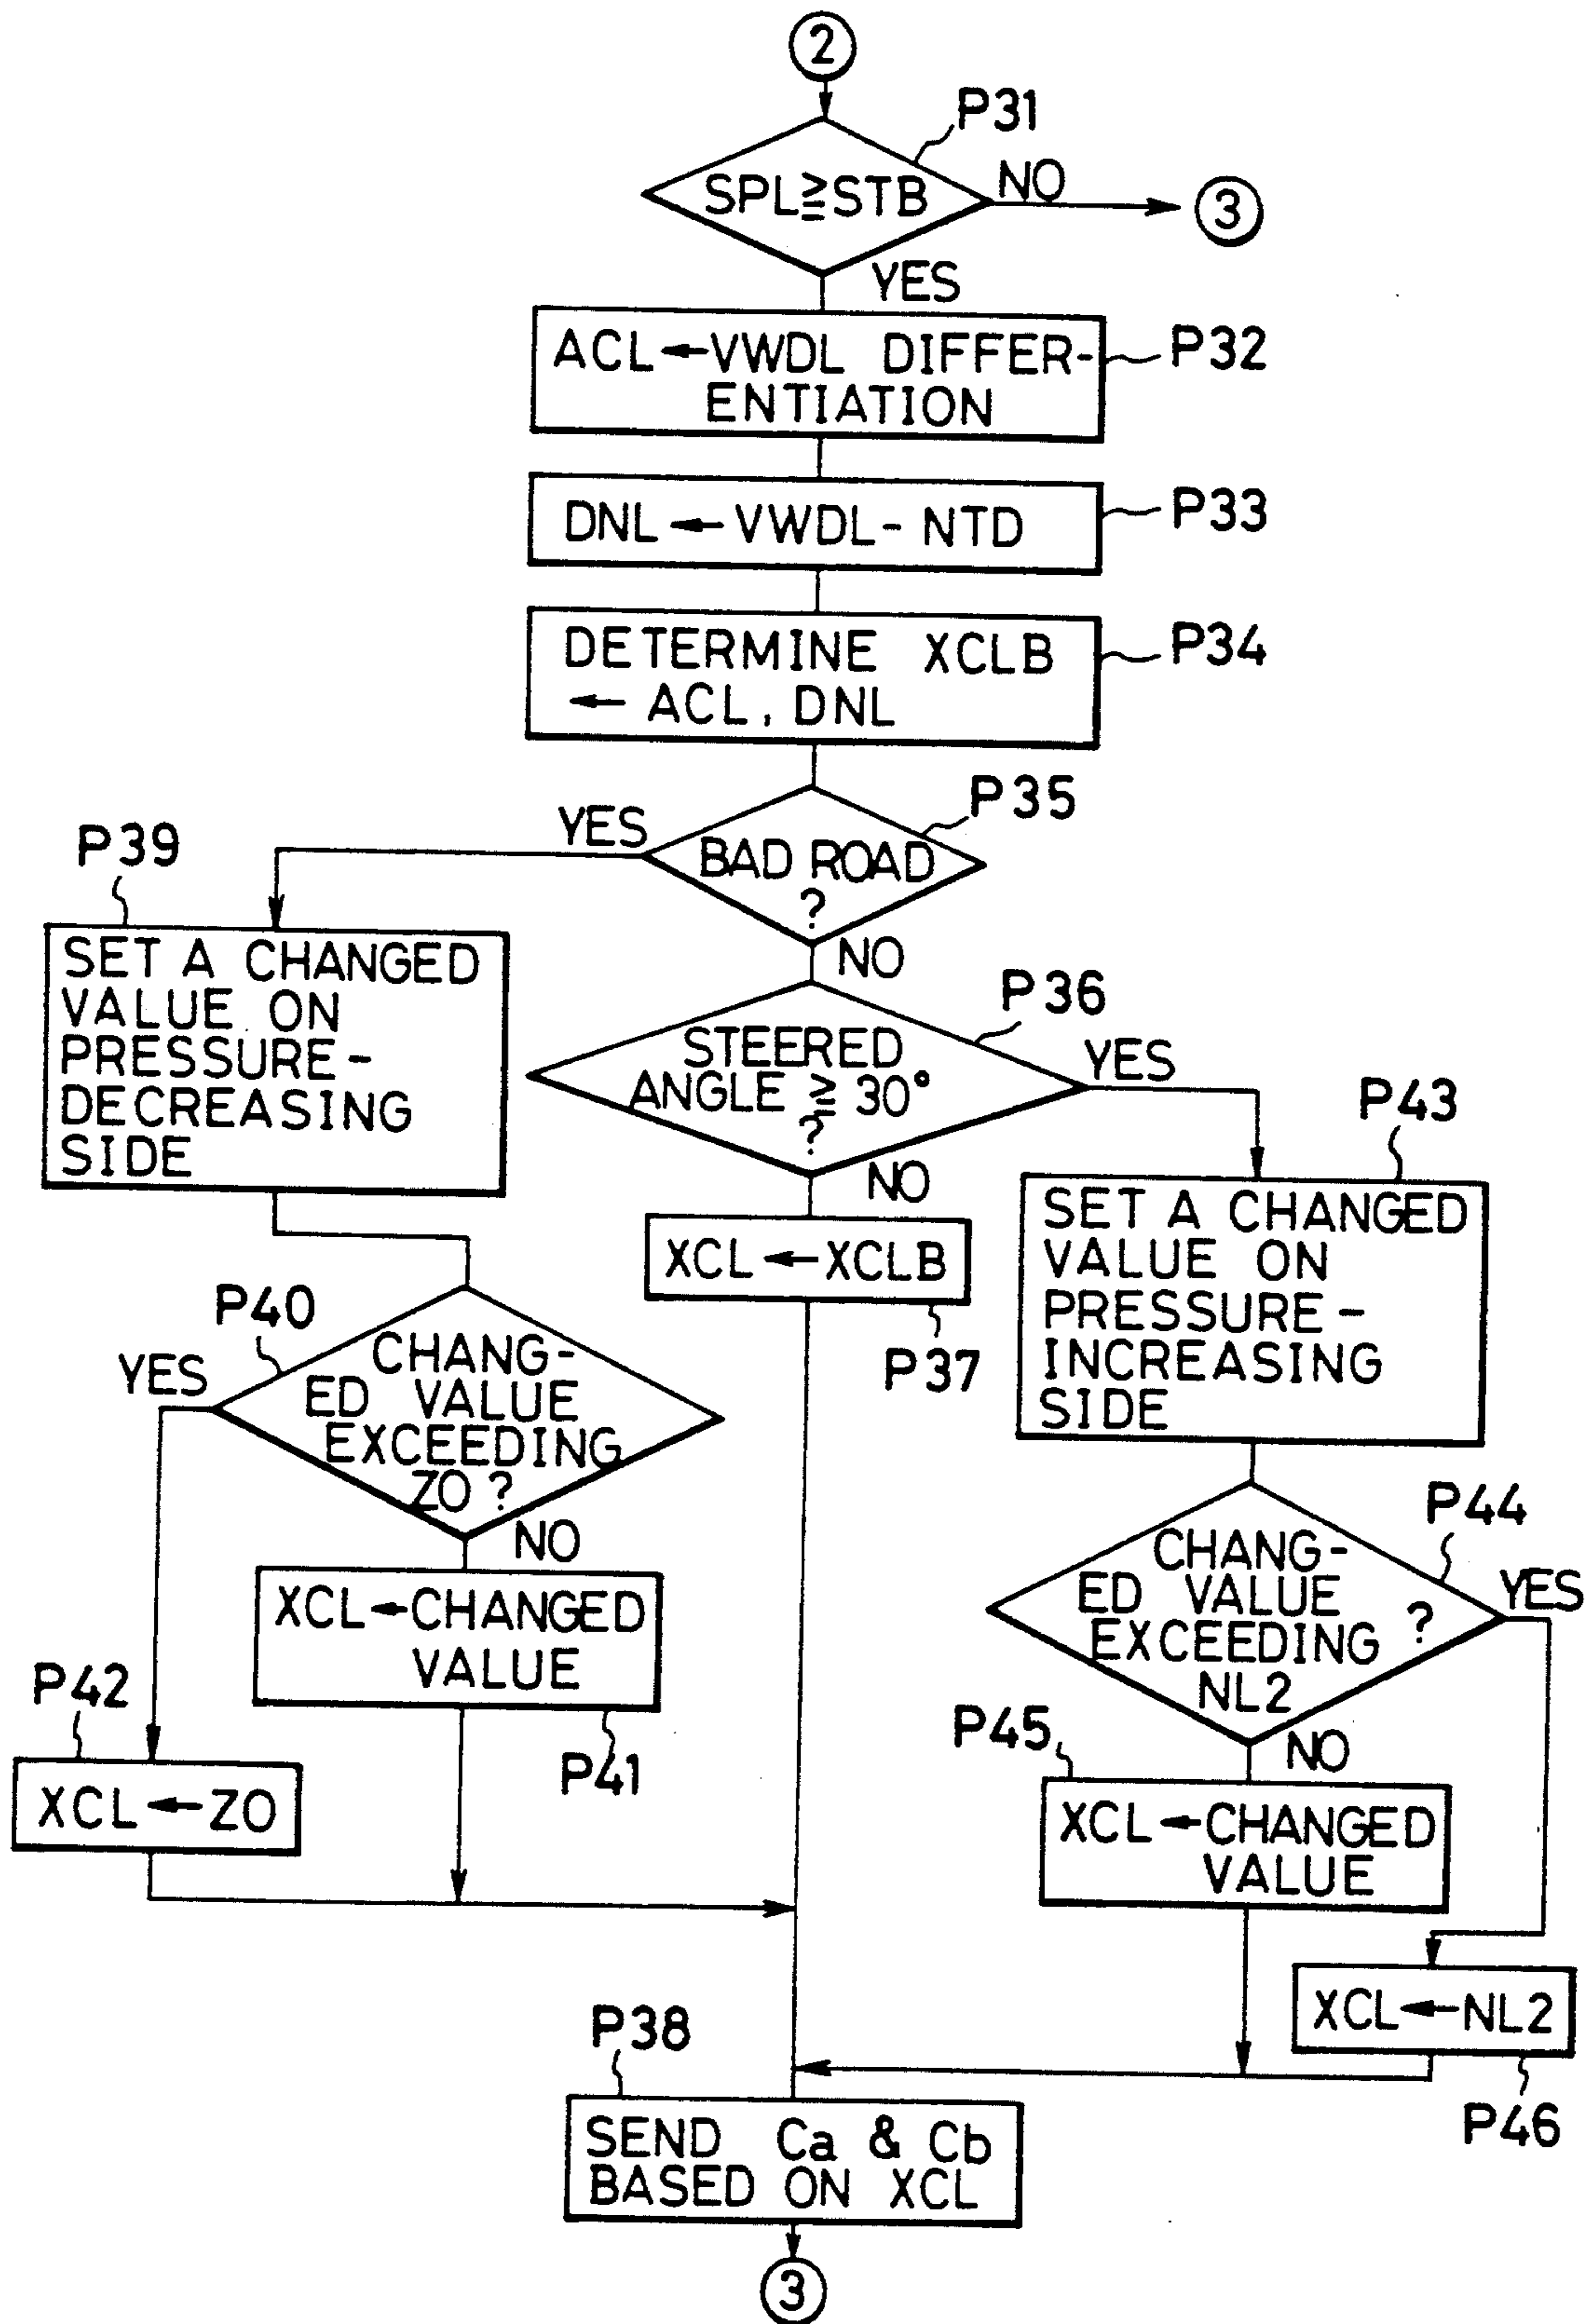 2
P31
SPL≧STB
NO
3
YES
ACL←VWDL DIFFER-
ENTIATION
P32
DNL←VWDL-NTD
P33
DETERMINE XCLB
← ACL, DNL
P34
P35
YES
BAD ROAD
?
P39
NO
SET A CHANGED
VALUE ON
PRESSURE-
DECREASING
SIDE
P36
STEERED
ANGLE ≧ 30°
?
YES
P43
NO
XCL←XCLB
P37
SET A CHANGED
VALUE ON
PRESSURE-
INCREASING
SIDE
P40
YES
CHANG-
ED VALUE
EXCEEDING
ZO?
NO
P44
CHANG-
ED VALUE
EXCEEDING ?
NL2
YES
XCL←CHANGED
VALUE
P41
P42
XCL←ZO
P45
NO
XCL←CHANGED
VALUE
XCL←NL2
P46
P38
SEND Ca & Cb
BASED ON XCL
3